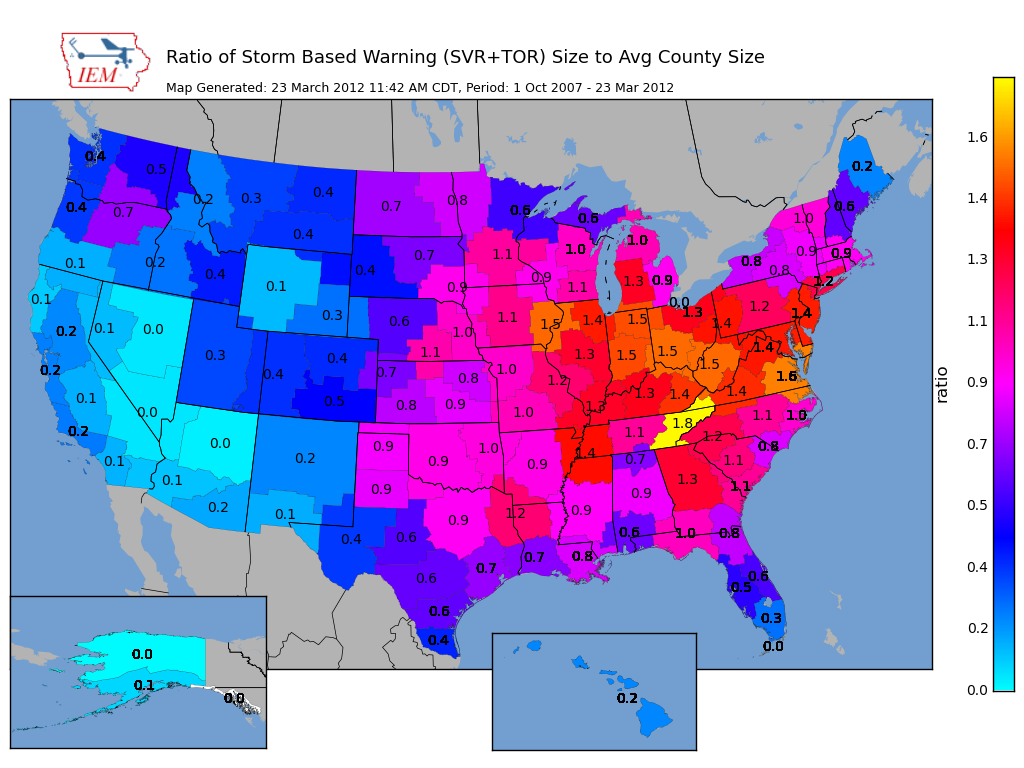 Ratio of Storm Based Warning (SVR+TOR) Size to Avg County Size
IEM
Map Generated: 23 March 2012 11:42 AM CDT, Period: 1 Oct 2007 - 23 Mar 2012
1.6
1.4
1.3
1.1
0.9
0.7
0.5
0.4
0.2
0.0
ratio
0.4 0.5 0.2 0.3 0.4 0.7 0.8 0.6 0.6 0.2
0.4 0.7 0.4 1.0 1.0 0.6
0.1 0.2 0.4 0.4 0.7 1.1 1.0 0.8 0.8 0.9 0.9
0.1 0.1 0.9 0.9 1.1 1.3 0.9 1.2
0.2 0.1 0.0 0.3 0.6 1.0 1.1 1.5 1.4 1.5 0.0 1.3 1.4 1.2 1.4
0.2 0.3 0.4 0.4 0.7 1.1 0.8 1.0 1.3 1.5 1.5 1.5 1.4 1.6
0.1 0.0 0.5 0.8 0.9 1.0 1.2 1.3 1.3 1.4 1.4 1.1 1.0
0.2 0.0 0.9 1.0 1.4 1.1 1.8 1.2 0.8
0.1 0.1 0.2 0.9 0.9 0.9 0.7 1.1
0.2 0.1 0.9 1.2 0.9 0.9 1.3 1.1
0.4 0.6 0.7 0.8 0.6 1.0 0.8
0.6 0.7 0.5 0.6
0.6 0.3
0.4 0.0
0.0
0.1
0.0
0.2